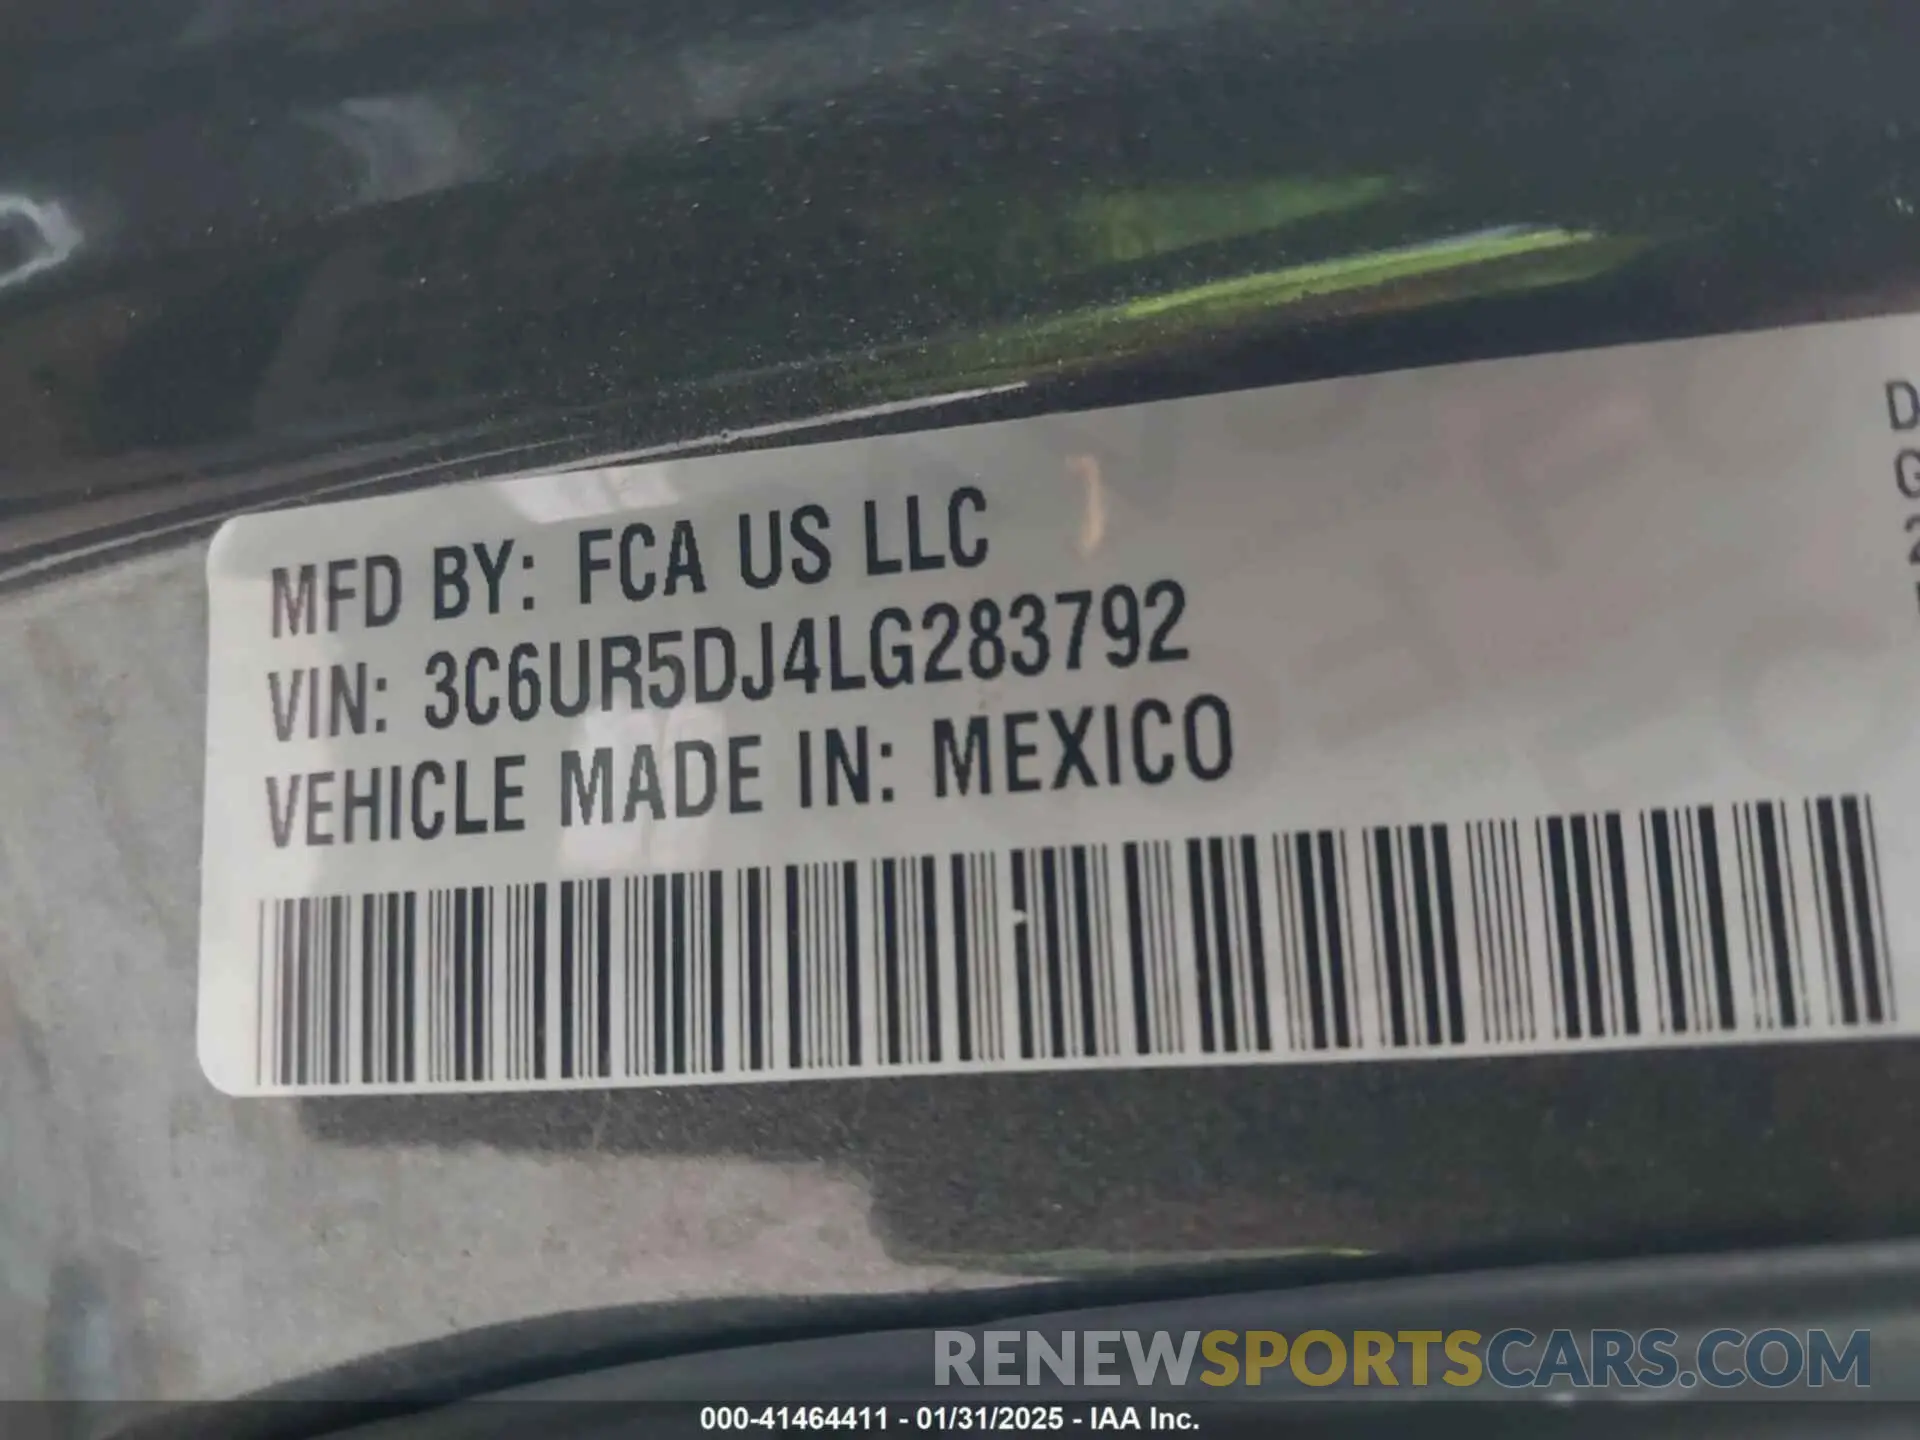 MFD BY: FCA US LLC
VIN: 3C6UR5DJ4LG283792
VEHICLE MADE IN: MEXICO
D
G
2
RENEWSPORTSCARS.COM
000-41464411 - 01/31/2025 - IAA Inc.